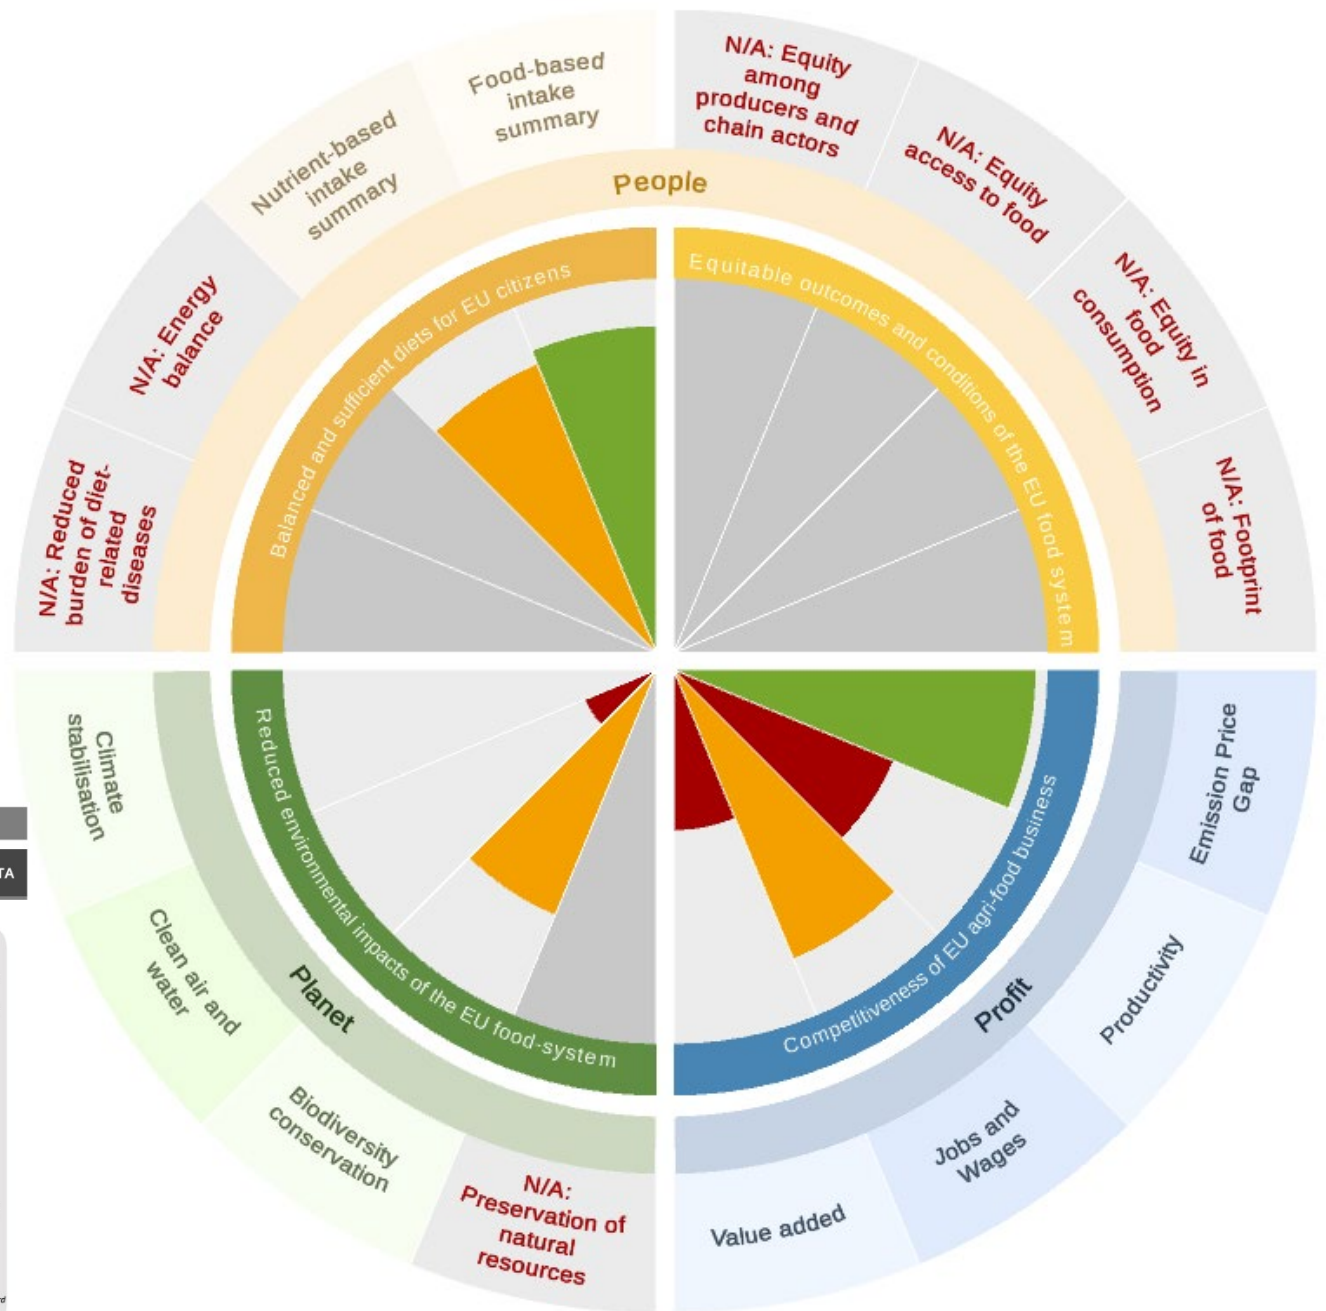 N/A: Equity
among
producers and
chain actors
N/A: Equity
access to food
N/A: Equity in
food
consumption
N/A: Footprint
of food
Food-based
intake
summary
Nutrient-based
intake
summary
N/A: Energy
balance
N/A: Reduced
burden of diet-
related
diseases
People
Balanced and sufficient diets for EU citizens
Equitable outcomes and conditions of the EU food system
Climate
stabilisation
Clean air and
water
Biodiversity
conservation
N/A:
Preservation of
natural
resources
Planet
Reduced environmental impacts of the EU food-system
Competitiveness of EU agri-food business
Profit
Emission Price
Gap
Productivity
Jobs and
Wages
Value added
TA